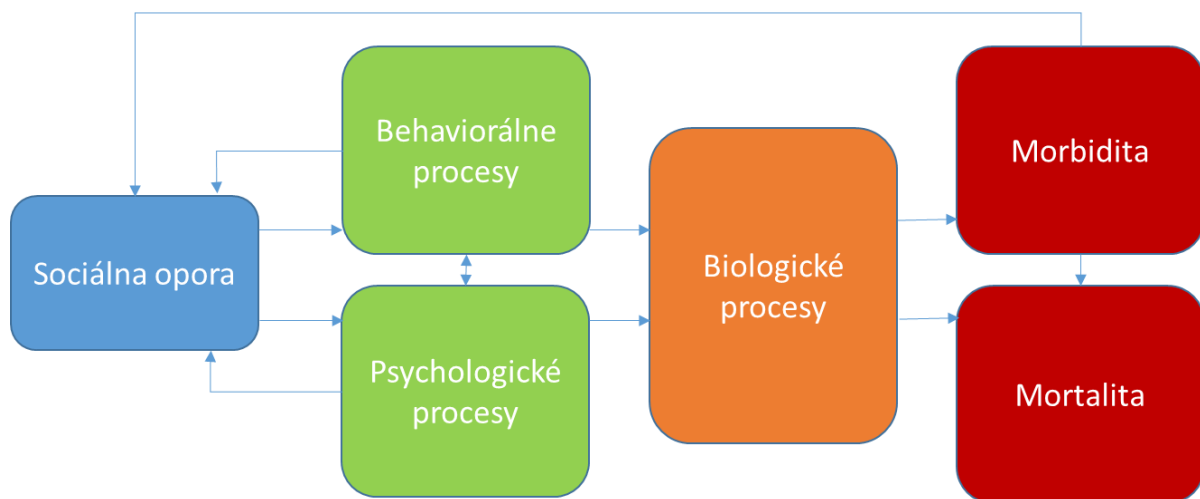 Sociálna opora
Behaviorálne
procesy
Psychologické
procesy
Biologické
procesy
Morbidita
Mortalita